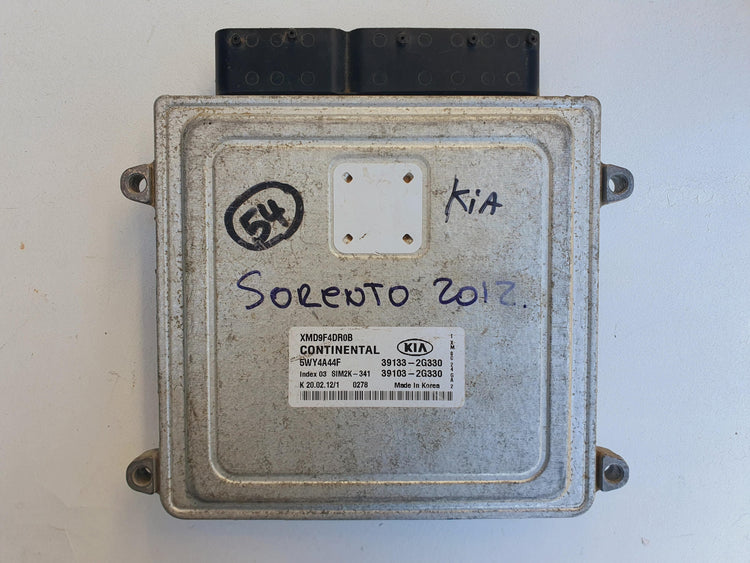 54
KiA
SORENTO 2012.
XMD9F4DR0B
CONTINENTAL KIA
5WY4A44F 39133-2G330
Index 03 SIM2K-341 39103-2G330
K 20.02.12/1 0278 Made in Korea